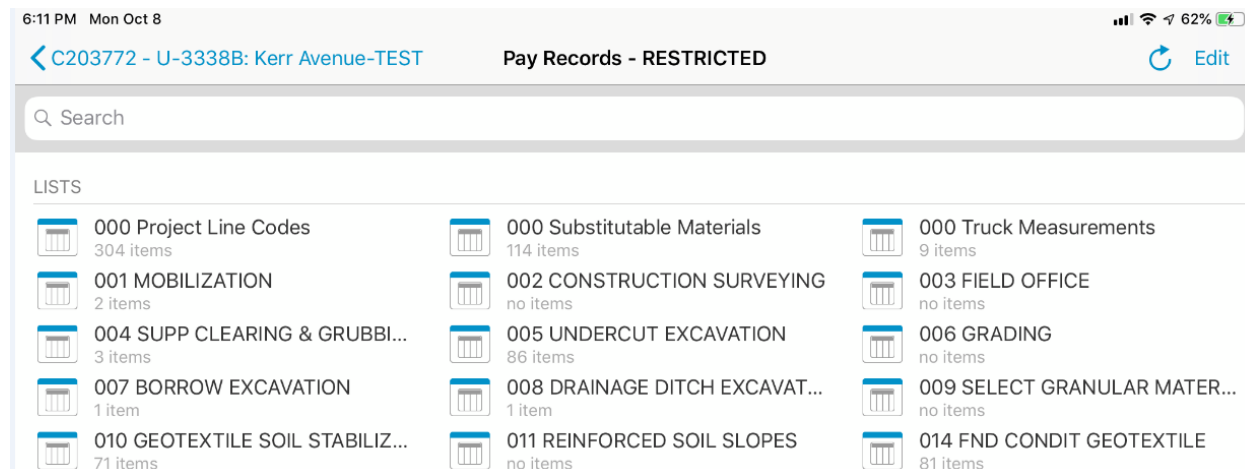 6:11 PM Mon Oct 8 62%
C203772 - U-3338B: Kerr Avenue-TEST Pay Records - RESTRICTED Edit
Search
LISTS
000 Project Line Codes 000 Substitutable Materials 000 Truck Measurements
304 items 114 items 9 items
001 MOBILIZATION 002 CONSTRUCTION SURVEYING 003 FIELD OFFICE
2 items no items no items
004 SUPP CLEARING & GRUBBI... 005 UNDERCUT EXCAVATION 006 GRADING
3 items 86 items no items
007 BORROW EXCAVATION 008 DRAINAGE DITCH EXCAVAT... 009 SELECT GRANULAR MATER...
1 item 1 item no items
010 GEOTEXTILE SOIL STABILIZ... 011 REINFORCED SOIL SLOPES 014 FND CONDIT GEOTEXTILE
71 items no items 81 items